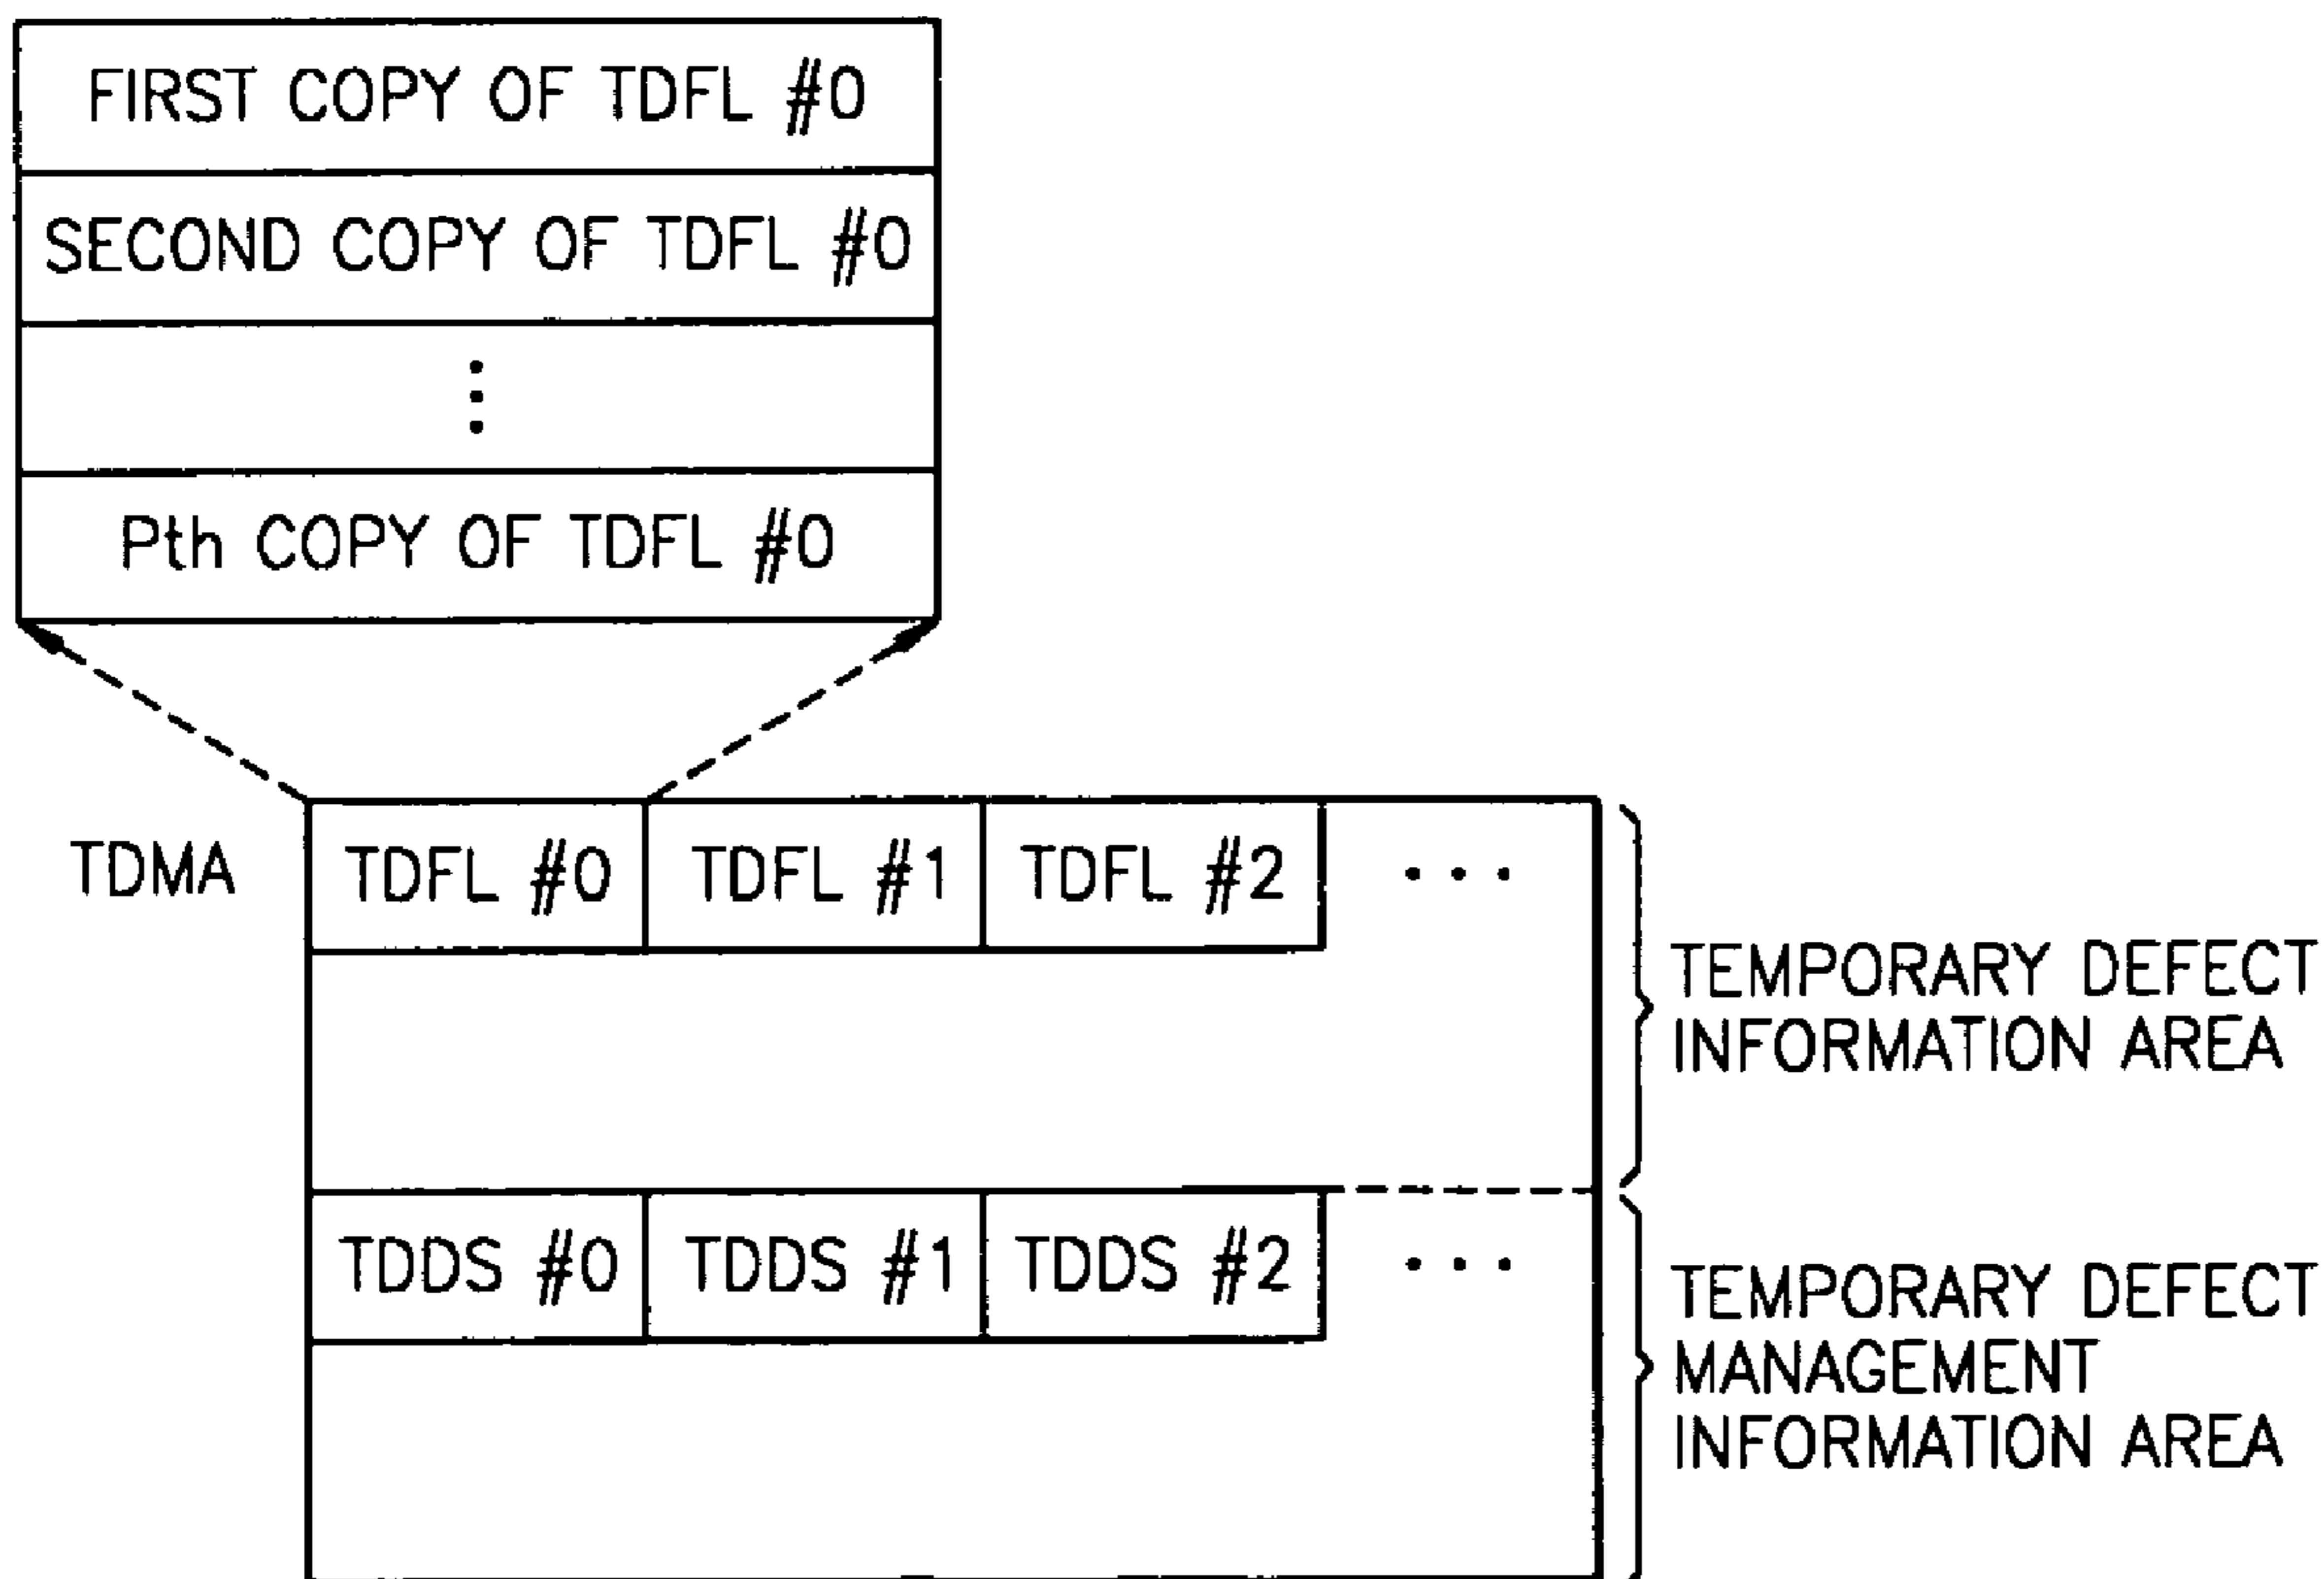 FIRST COPY OF TDFL #0
SECOND COPY OF TDFL #0
⋮
Pth COPY OF TDFL #0
TDMA
TDFL #0
TDFL #1
TDFL #2
...
TEMPORARY DEFECT
INFORMATION AREA
TDDS #0
TDDS #1
TDDS #2
...
TEMPORARY DEFECT
MANAGEMENT
INFORMATION AREA